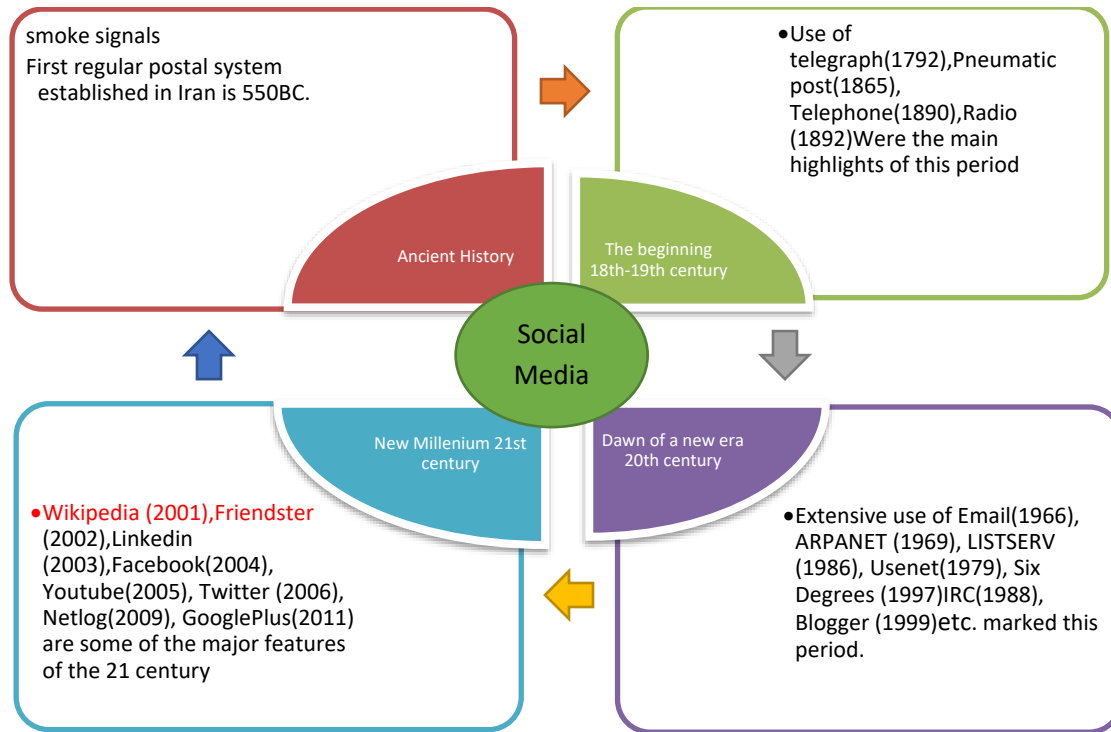 smoke signals
First regular postal system
established in Iran is 550BC.
•Use of
telegraph(1792),Pneumatic
post(1865),
Telephone(1890),Radio
(1892)Were the main
highlights of this period
Ancient History
The beginning
18th-19th century
Social
Media
New Millenium 21st
century
Dawn of a new era
20th century
•Wikipedia (2001),Friendster
(2002),Linkedin
(2003),Facebook(2004),
Youtube(2005), Twitter (2006),
Netlog(2009), GooglePlus(2011)
are some of the major features
of the 21 century
•Extensive use of Email(1966),
ARPANET (1969), LISTSERV
(1986), Usenet(1979), Six
Degrees (1997)IRC(1988),
Blogger (1999)etc. marked this
period.